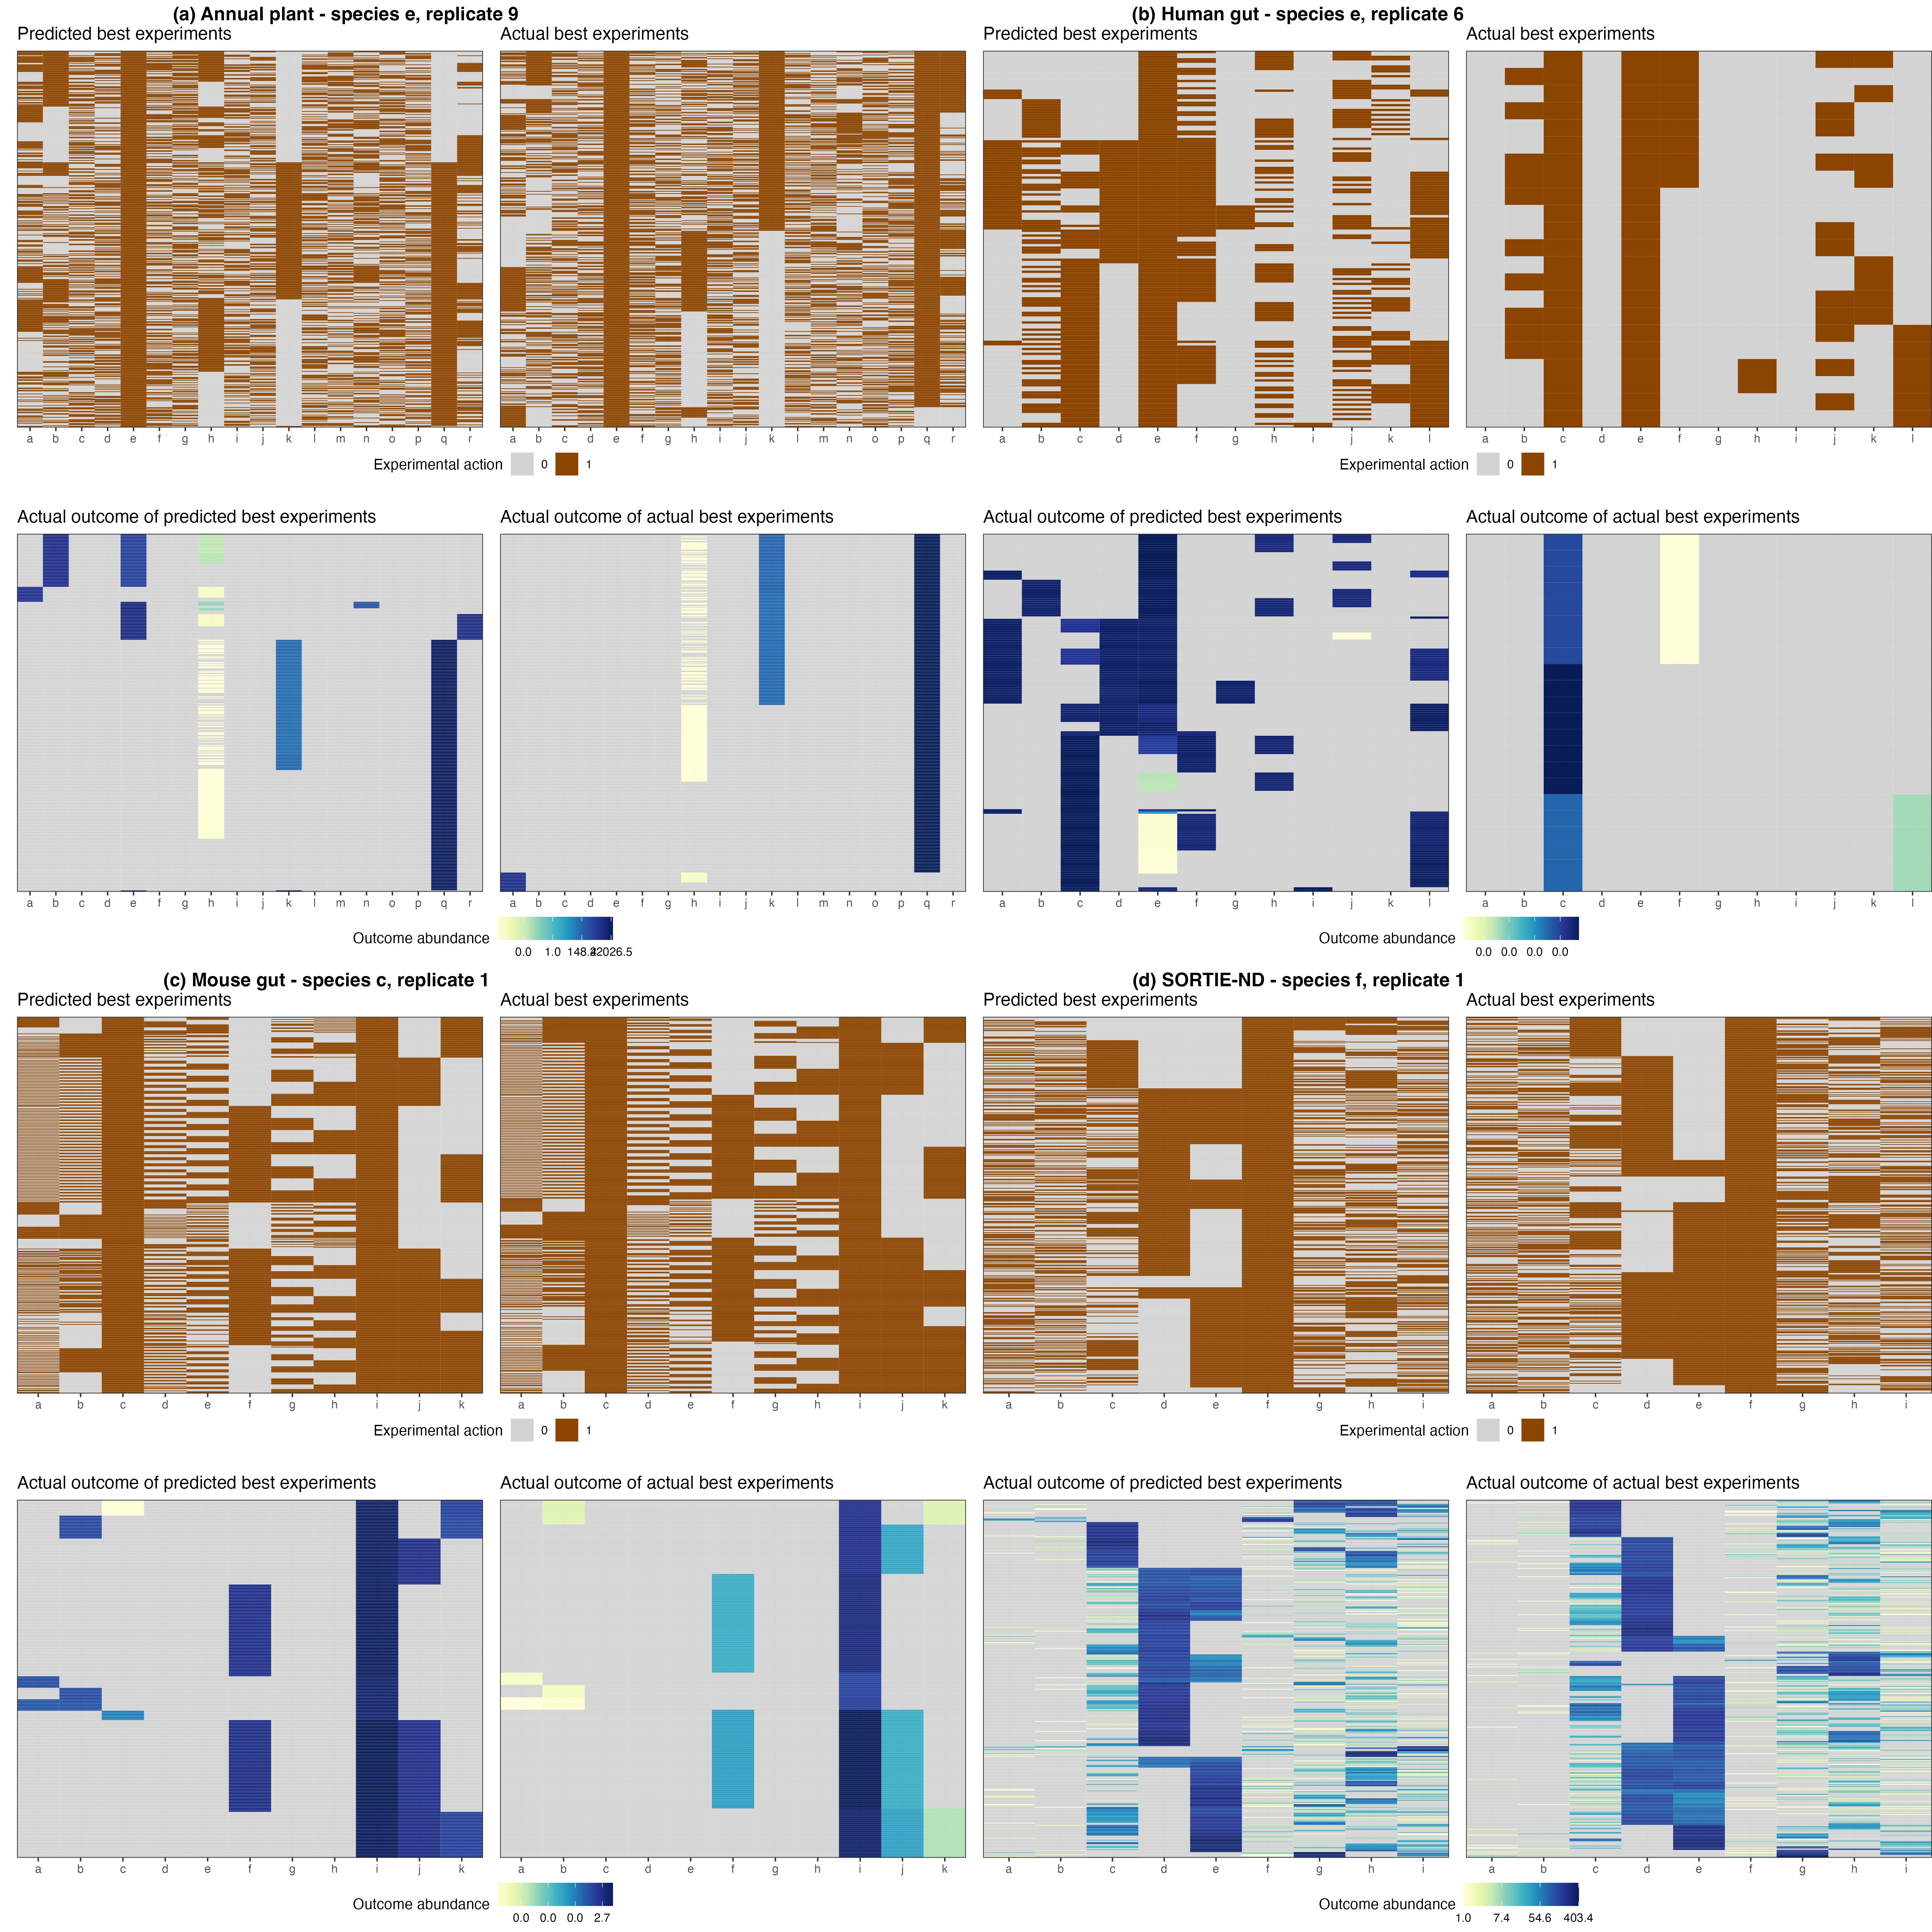 (a) Annual plant - species e, replicate 9
Predicted best experiments
Actual best experiments
a b c d e f g h i j k l m n o p q r
a b c d e f g h i j k l m n o p q r
Experimental action 0 1
Actual outcome of predicted best experiments
Actual outcome of actual best experiments
a b c d e f g h i j k l m n o p q r
a b c d e f g h i j k l m n o p q r
Outcome abundance
0.0 1.0
(b) Human gut - species e, replicate 6
Predicted best experiments
Actual best experiments
a b c d e f g h i j k l
a b c d e f g h i j k l
Experimental action 0 1
Actual outcome of predicted best experiments
Actual outcome of actual best experiments
a b c d e f g h i j k l
a b c d e f g h i j k l
Outcome abundance
0.0 0.0 0.0 0.0
(c) Mouse gut - species c, replicate 1
Predicted best experiments
Actual best experiments
a b c d e f g h i j k
a b c d e f g h i j k
Experimental action 0 1
Actual outcome of predicted best experiments
Actual outcome of actual best experiments
a b c d e f g h i j k
a b c d e f g h i j k
Outcome abundance
0.0 0.0 0.0 2.7
(d) SORTIE-ND - species f, replicate 1
Predicted best experiments
Actual best experiments
a b c d e f g h i
a b c d e f g h i
Experimental action 0 1
Actual outcome of predicted best experiments
Actual outcome of actual best experiments
a b c d e f g h i
a b c d e f g h i
Outcome abundance
1.0 7.4 54.6 403.4